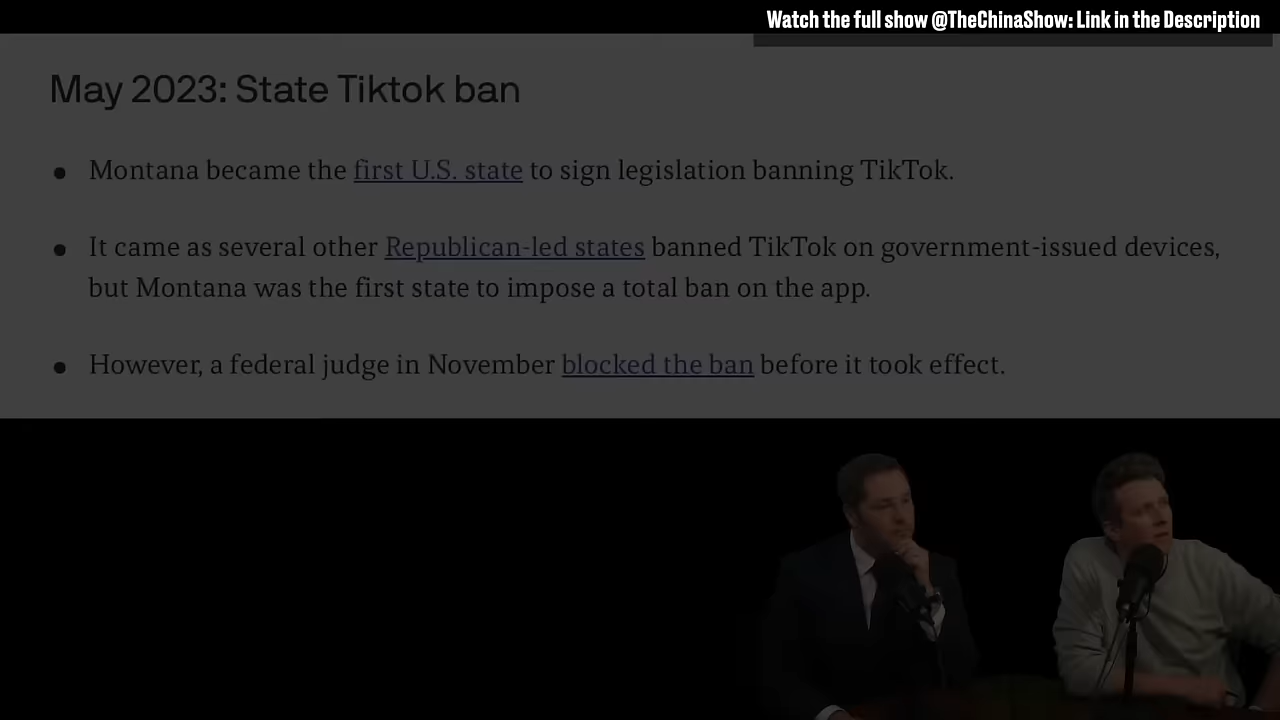 Watch the full show @TheChinaShow: Link in the Description
May 2023: State Tiktok ban
• Montana became the first U.S. state to sign legislation banning TikTok.
• It came as several other Republican-led states banned TikTok on government-issued devices,
but Montana was the first state to impose a total ban on the app.
• However, a federal judge in November blocked the ban before it took effect.